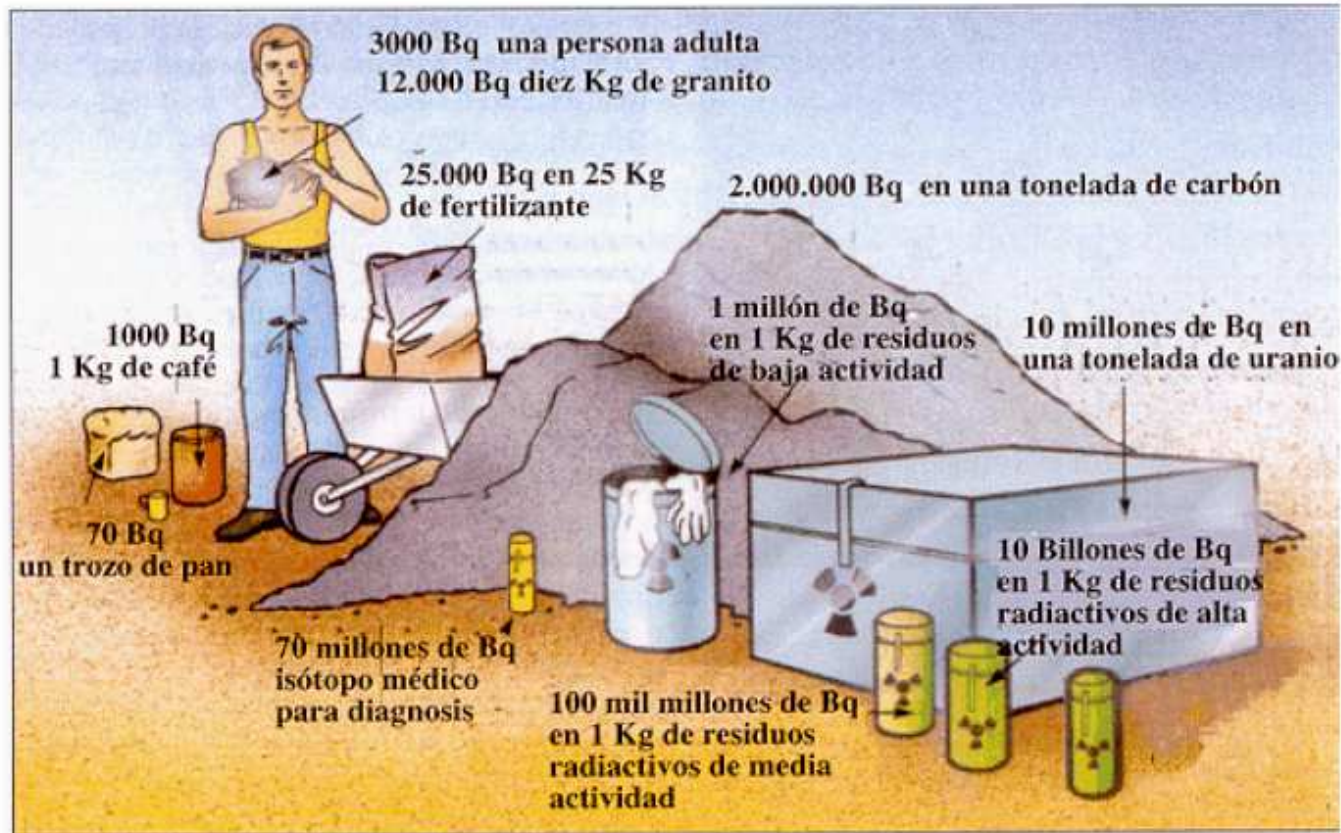 3000 Bq una persona adulta
12.000 Bq diez Kg de granito
25.000 Bq en 25 Kg
de fertilizante
2.000.000 Bq en una tonelada de carbón
1000 Bq
1 Kg de café
1 millón de Bq
en 1 Kg de residuos
de baja actividad
10 millones de Bq en
una tonelada de uranio
70 Bq
un trozo de pan
10 Billones de Bq
en 1 Kg de residuos
radiactivos de alta
actividad
70 millones de Bq
isótopo médico
para diagnosis
100 mil millones de Bq
en 1 Kg de residuos
radiactivos de media
actividad